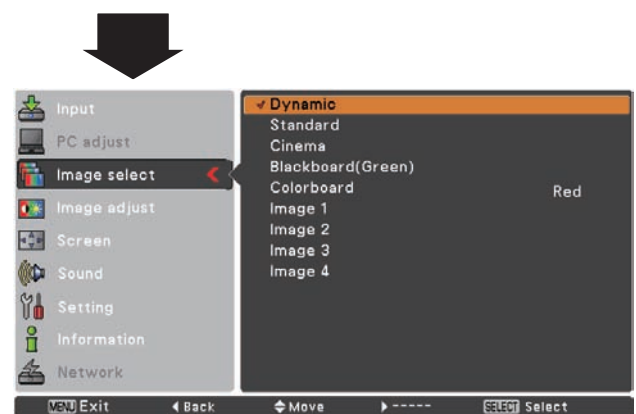 Input
PC adjust
Image select
Image adjust
Screen
Sound
Setting
Information
Network
Dynamic
Standard
Cinema
Blackboard(Green)
Colorboard Red
Image 1
Image 2
Image 3
Image 4
MENU Exit Back Move ----- SELECT Select